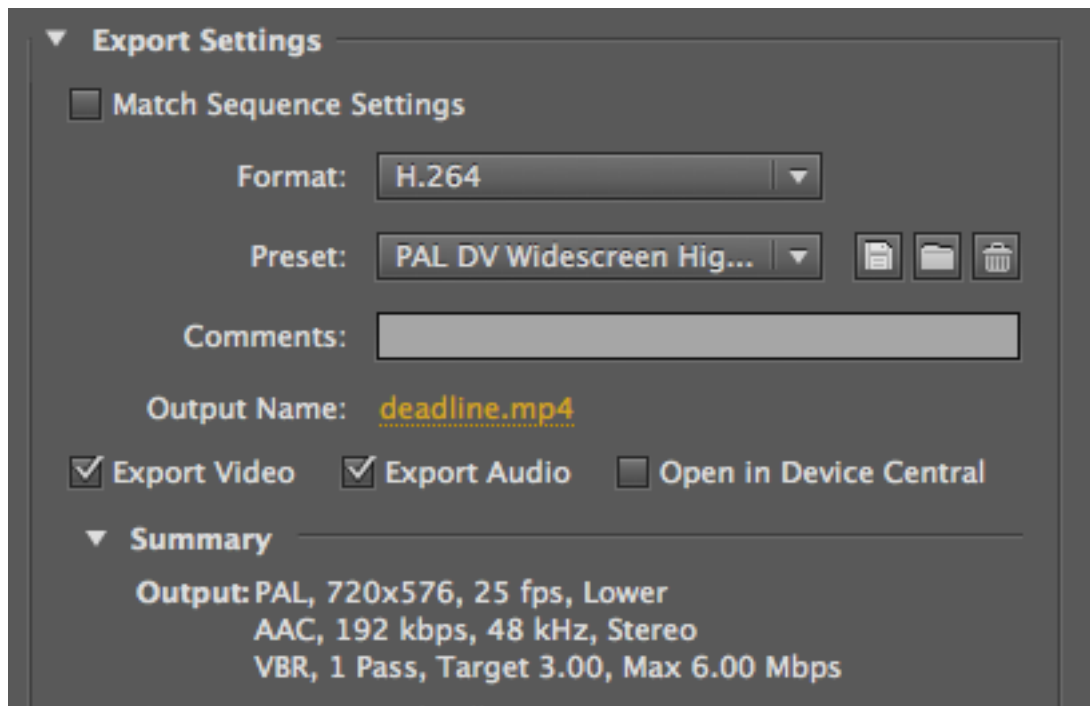 Export Settings
Match Sequence Settings
Format: H.264
Preset: PAL DV Widescreen Hig...
Comments:
Output Name: deadline.mp4
Export Video Export Audio Open in Device Central
Summary
Output: PAL, 720x576, 25 fps, Lower
AAC, 192 kbps, 48 kHz, Stereo
VBR, 1 Pass, Target 3.00, Max 6.00 Mbps